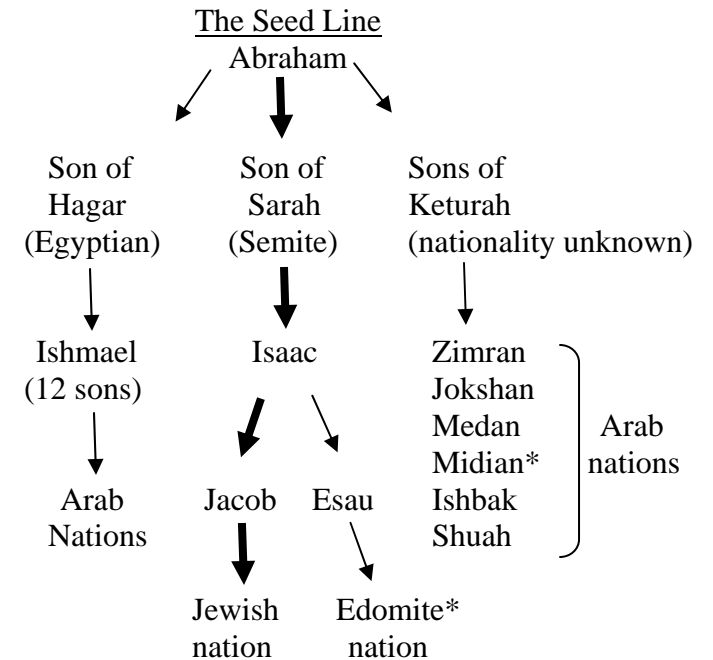 The Seed Line
Abraham
Son of
Hagar
(Egyptian)
Son of
Sarah
(Semite)
Sons of
Keturah
(nationality unknown)
Ishmael
(12 sons)
Isaac
Zimran
Jokshan
Medan
Midian*
Ishbak
Shuah
Arab
nations
Arab
Nations
Jacob
Esau
Jewish
nation
Edomite*
nation